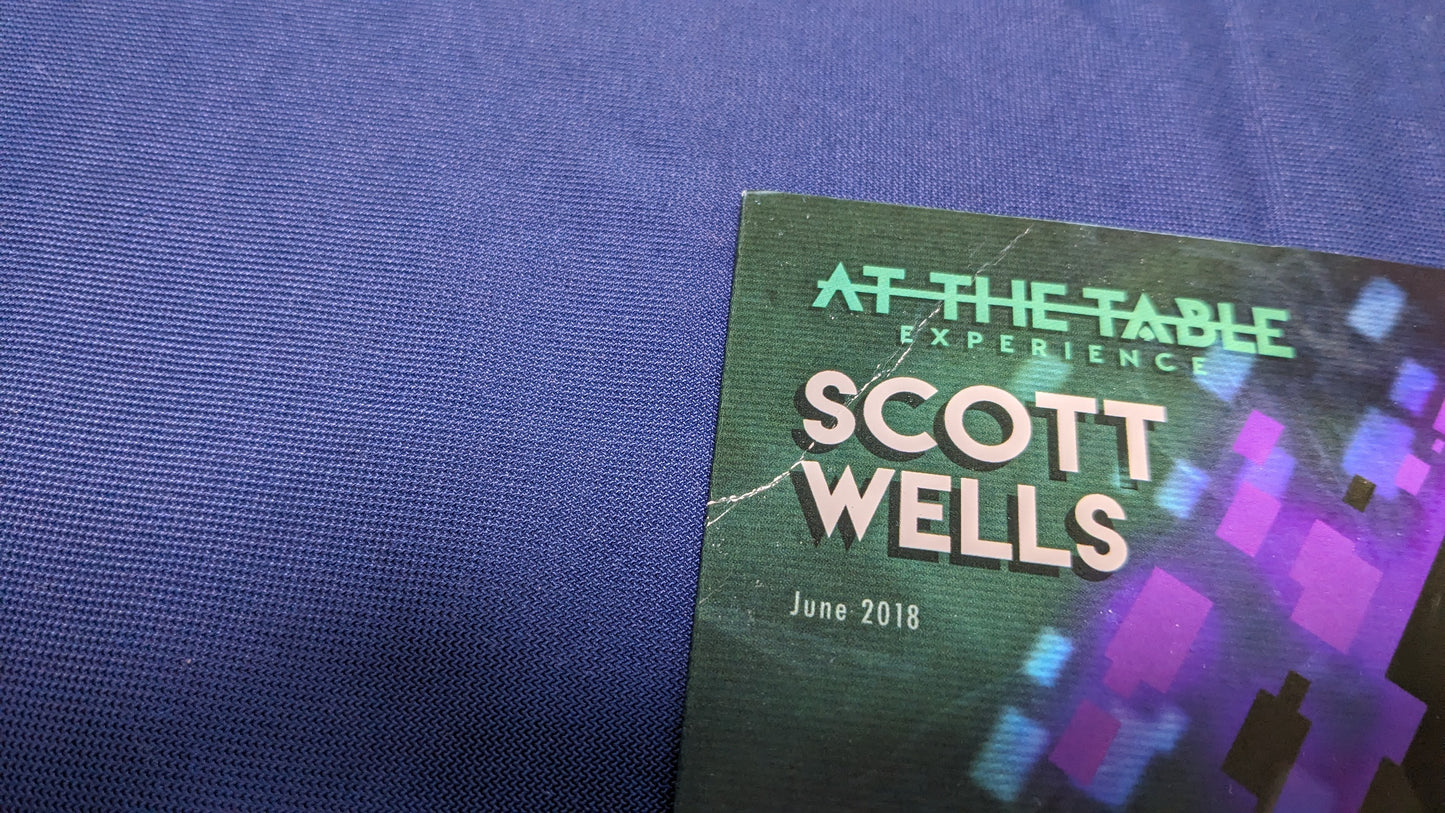 AT THE TABLE
EXPERIENCE
SCOTT
WELLS
June 2018